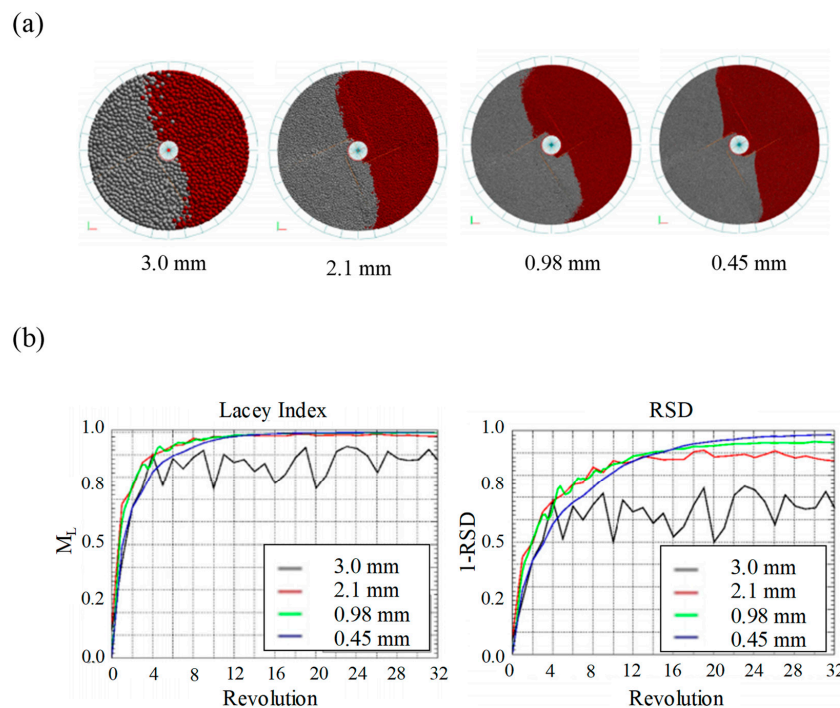 (a)
3.0 mm
2.1 mm
0.98 mm
0.45 mm
(b)
Lacey Index
RSD
1.0
0.8
0.5
0.2
0.0
M_L
3.0 mm
2.1 mm
0.98 mm
0.45 mm
0 4 8 12 16 20 24 28 32
Revolution
1.0
0.8
0.5
0.2
0.0
1-RSD
3.0 mm
2.1 mm
0.98 mm
0.45 mm
0 4 8 12 16 20 24 28 32
Revolution